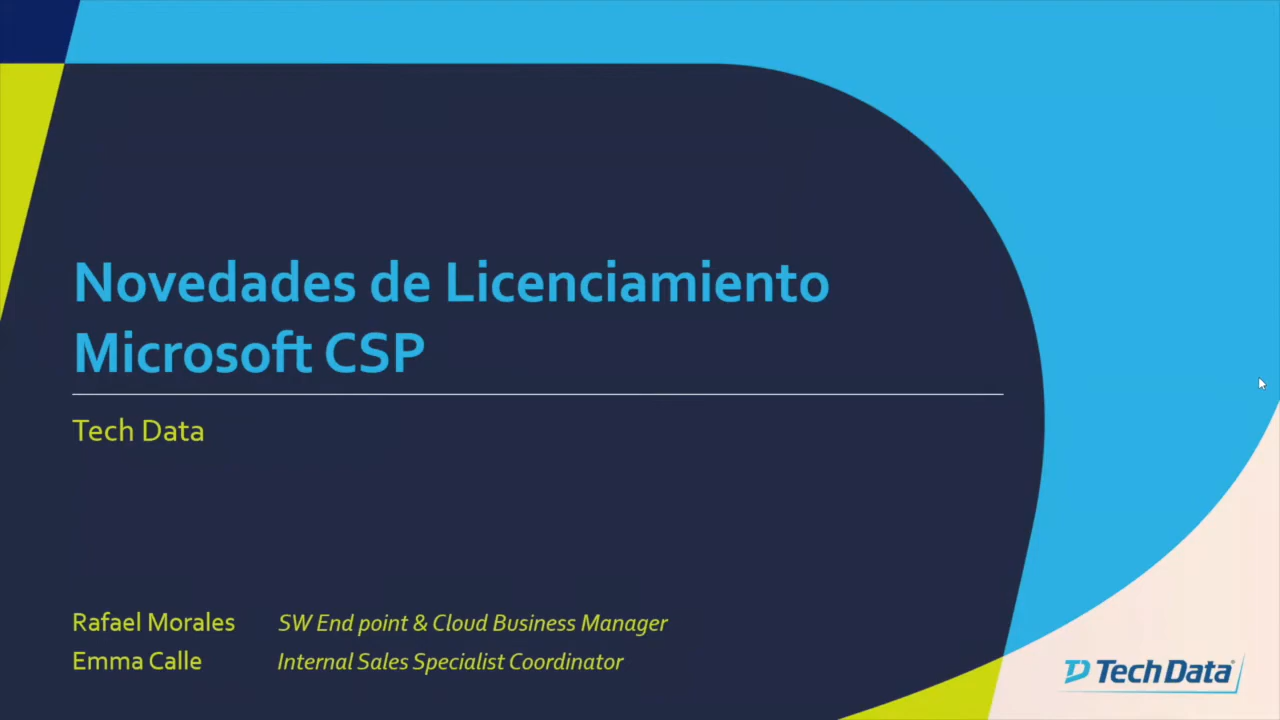 Novedades de Licenciamiento
Microsoft CSP
Tech Data
Rafael Morales SW End point & Cloud Business Manager
Emma Calle Internal Sales Specialist Coordinator
TD Tech Data